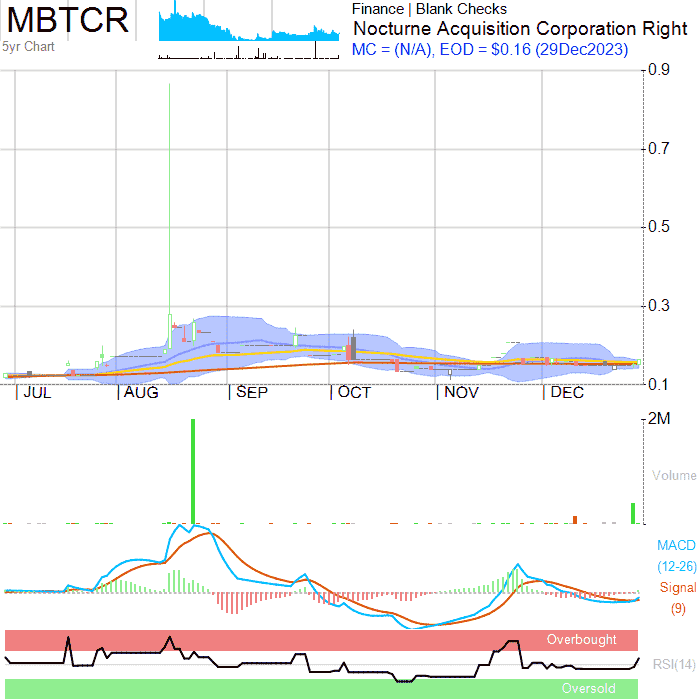 MBTCR
5yr Chart
Finance | Blank Checks
Nocturne Acquisition Corporation Right
MC = (N/A), EOD = $0.16 (29Dec2023)
0.9
0.7
0.5
0.3
0.1
JUL AUG SEP OCT NOV DEC
2M
Volume
MACD
(12-26)
Signal
(9)
Overbought
RSI(14)
Oversold